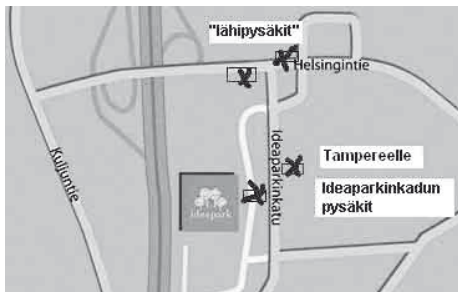 "lähipysäkit"
Helsingintie
Kuljuntie
Ideaparkinkatu
Tampereelle
ideapark
Ideaparkinkadun
pysäkit